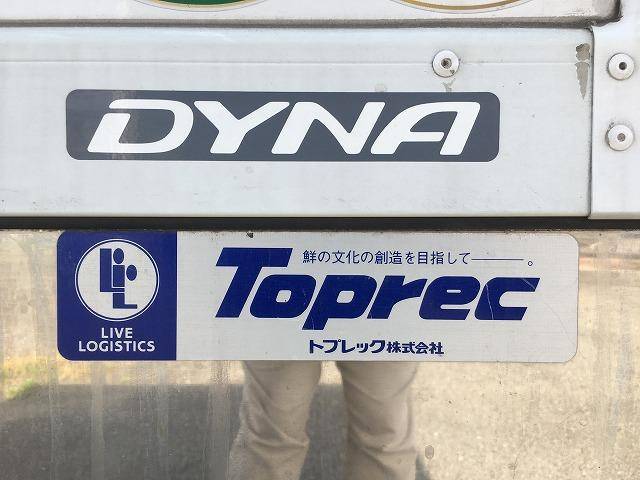 DYNA
鮮の文化の創造を目指して———。
Toprec
LIVE
LOGISTICS
トプレック株式会社